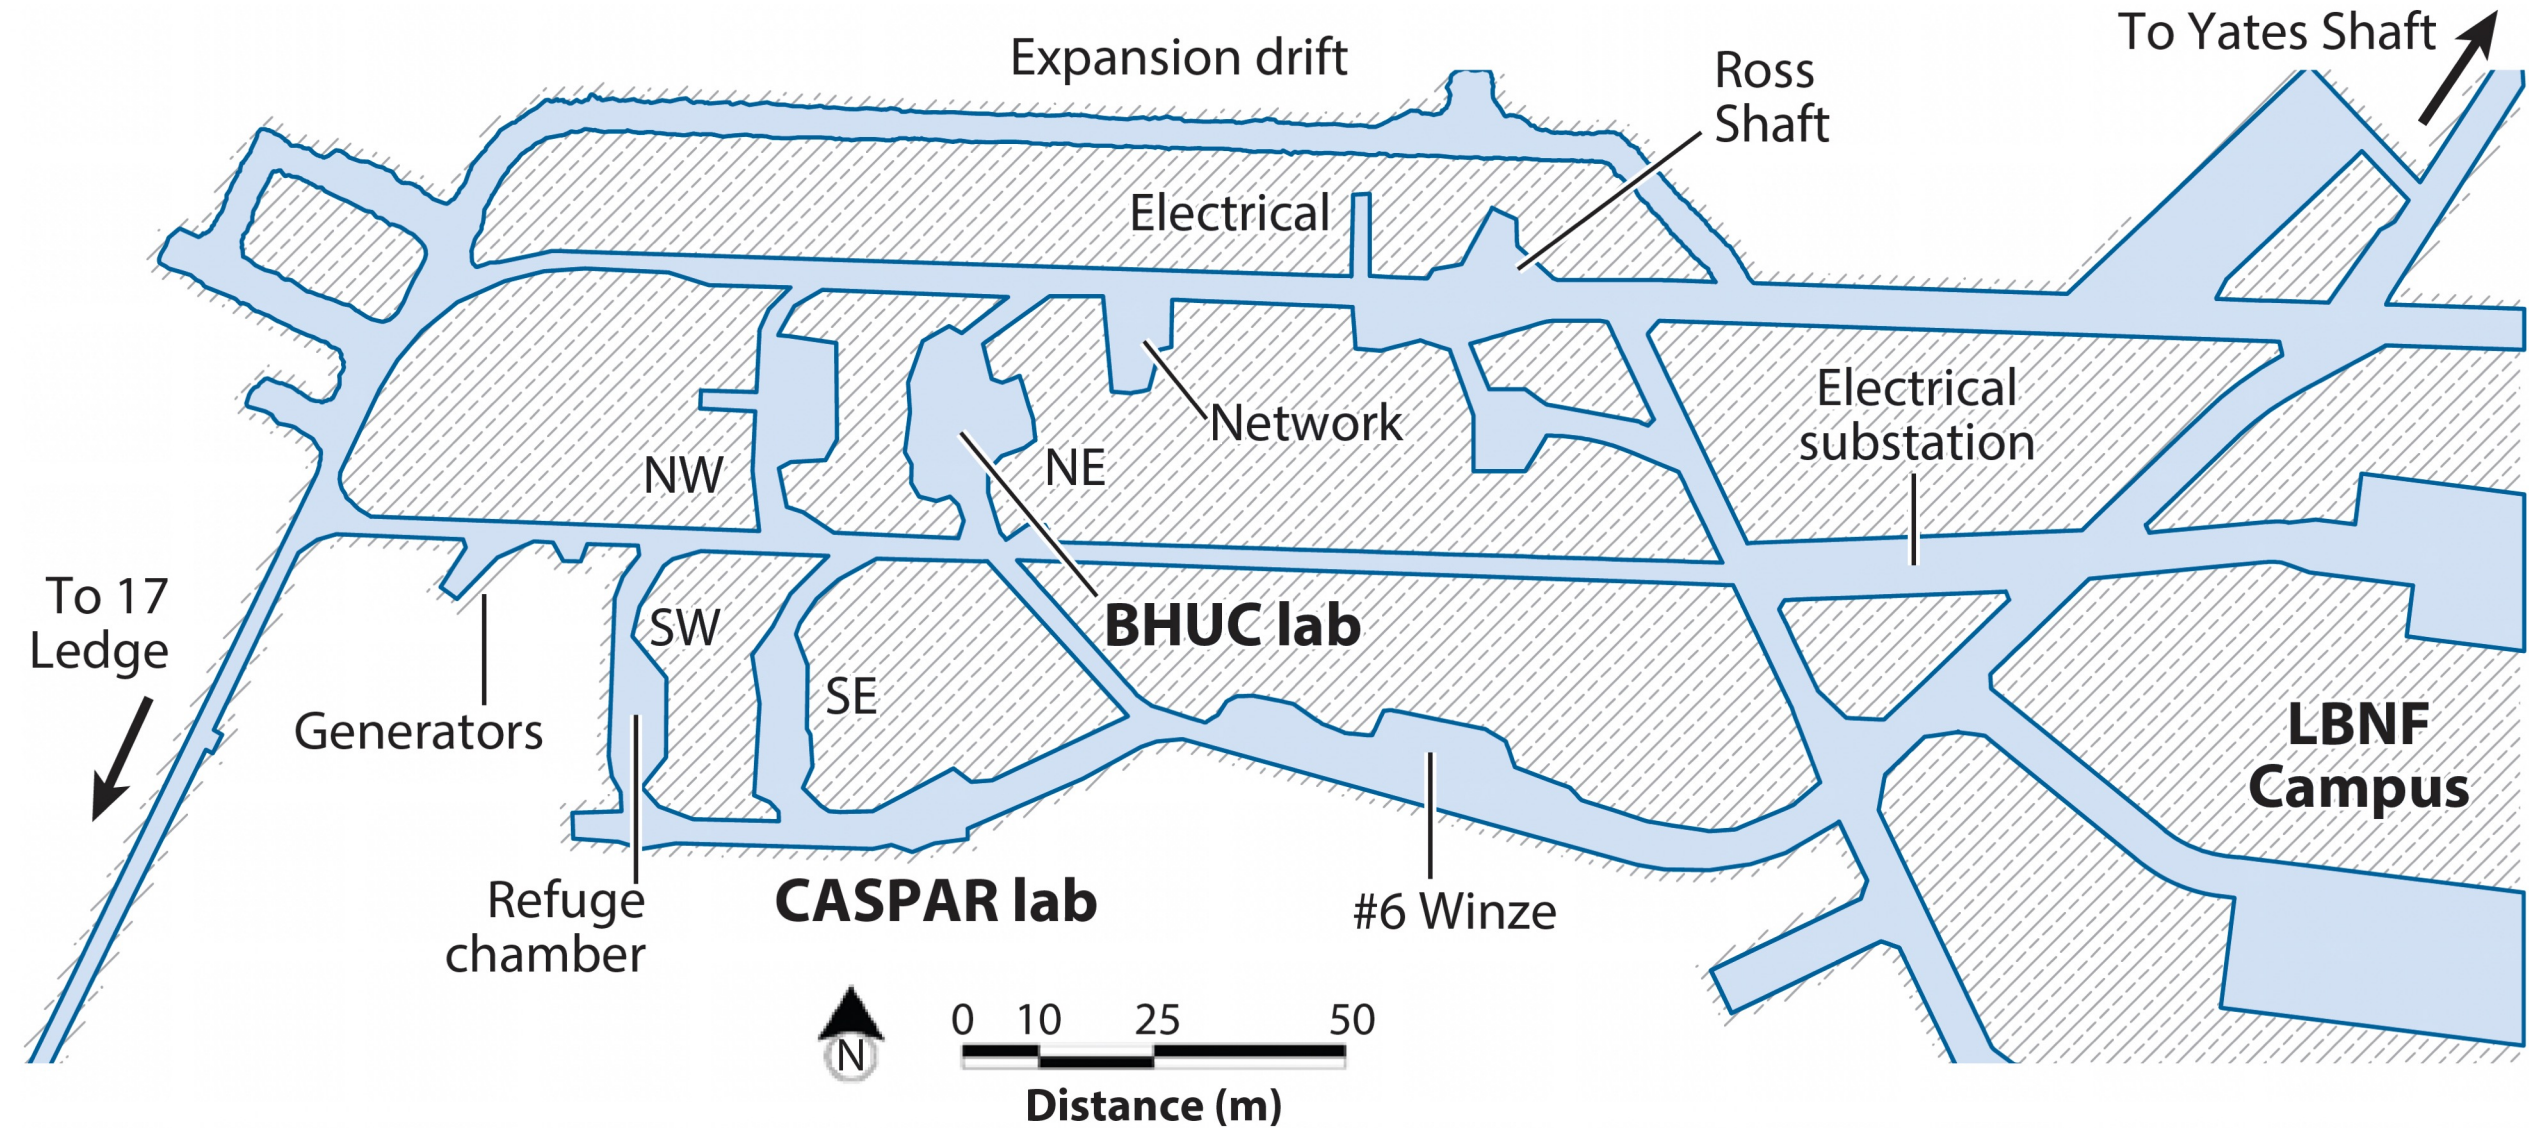 To Yates Shaft
Expansion drift
Ross
Shaft
Electrical
Network
Electrical
substation
NW
NE
To 17
Ledge
SW
BHUC lab
SE
Generators
LBNF
Campus
Refuge
chamber
CASPAR lab
#6 Winze
N
0 10 25 50
Distance (m)